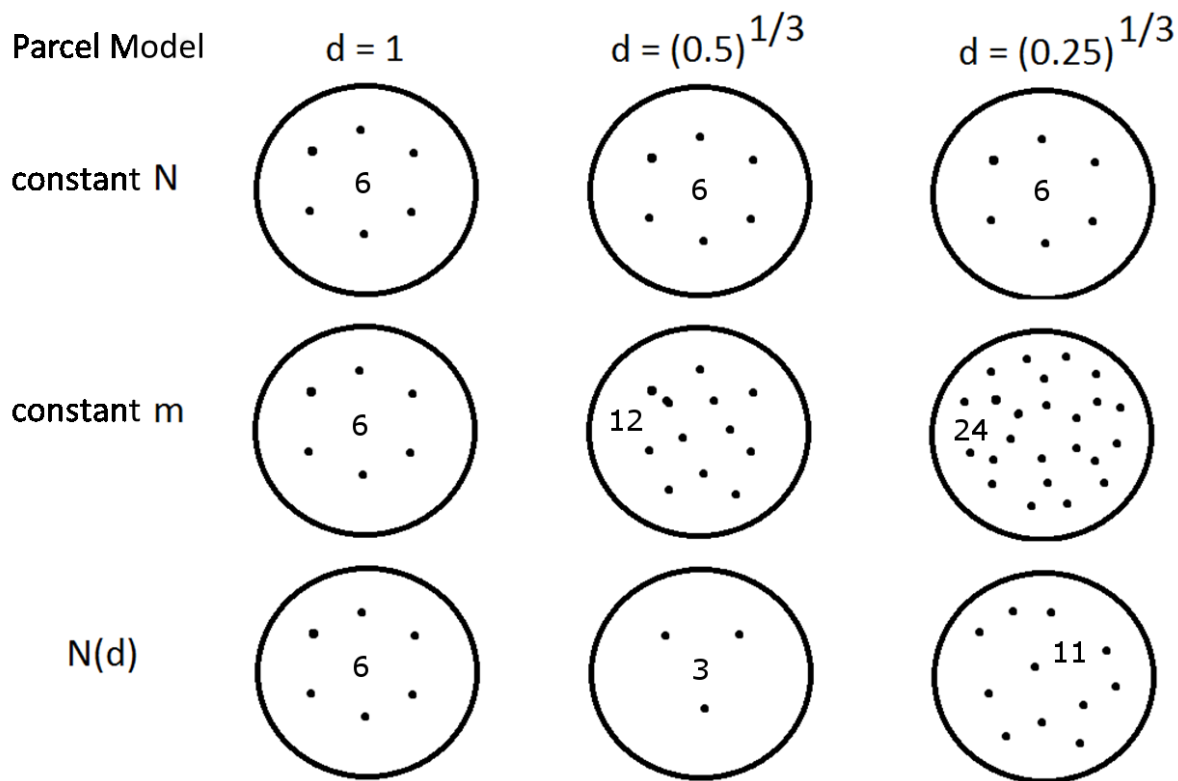 Parcel Model d = 1 d = (0.5)^1/3 d = (0.25)^1/3
constant N 6 6 6
constant m 6 12 24
N(d) 6 3 11